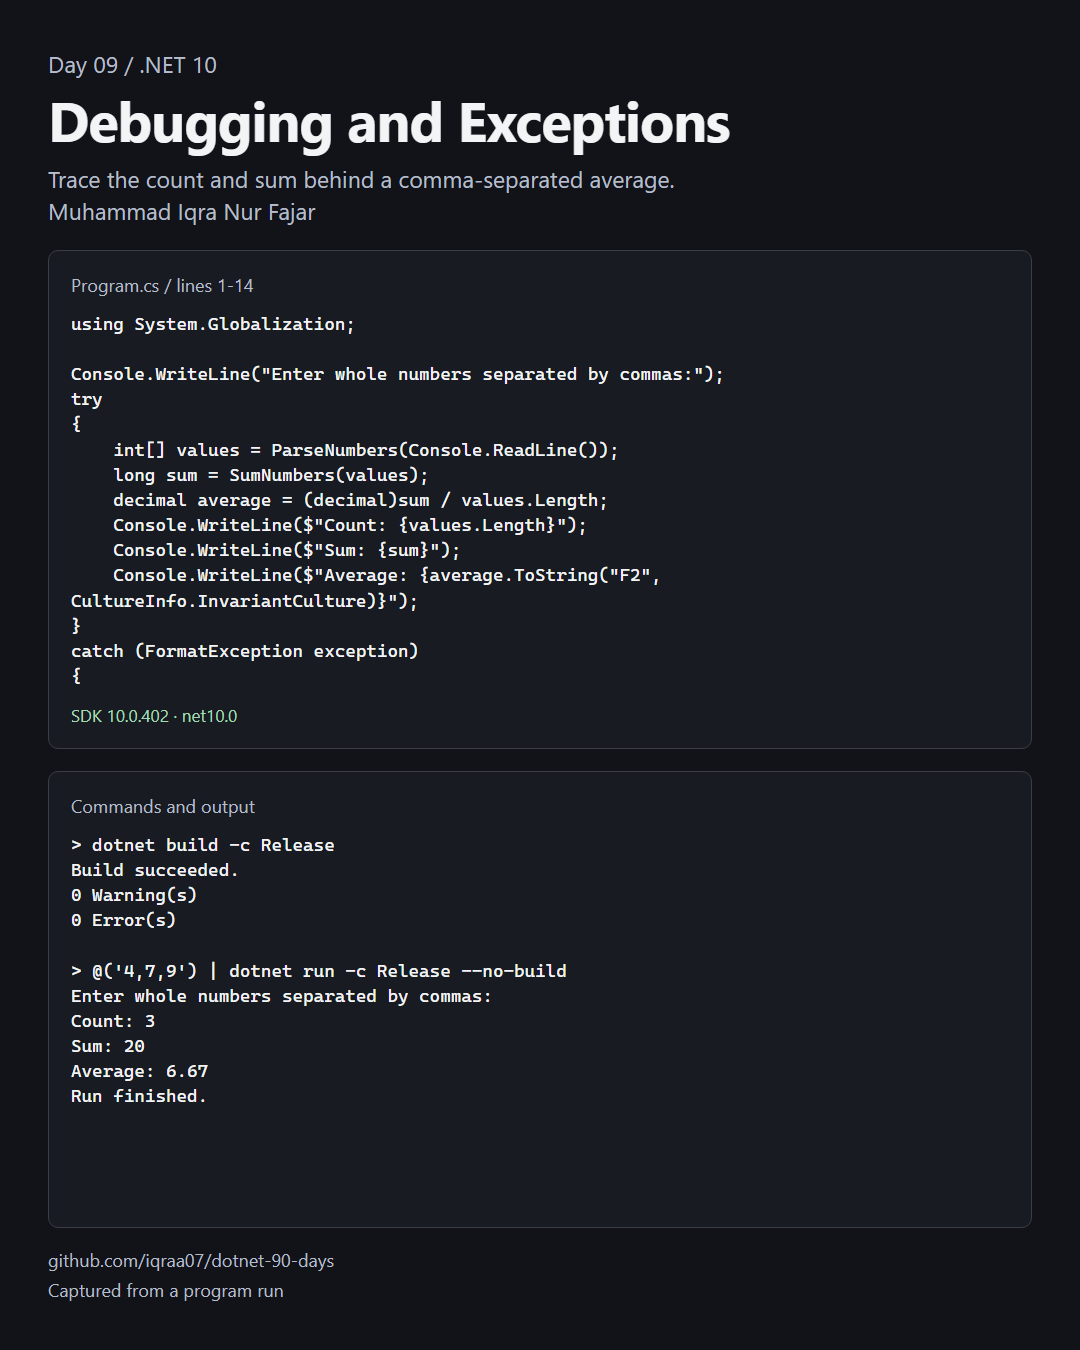 Day 09 / .NET 10
Debugging and Exceptions
Trace the count and sum behind a comma-separated average.
Muhammad Iqra Nur Fajar
Program.cs / lines 1-14
using System.Globalization;
Console.WriteLine("Enter whole numbers separated by commas:");
try
{
    int[] values = ParseNumbers(Console.ReadLine());
    long sum = SumNumbers(values);
    decimal average = (decimal)sum / values.Length;
    Console.WriteLine($"Count: {values.Length}");
    Console.WriteLine($"Sum: {sum}");
    Console.WriteLine($"Average: {average.ToString("F2",
CultureInfo.InvariantCulture)}");
}
catch (FormatException exception)
{
SDK 10.0.402 · net10.0
Commands and output
> dotnet build -c Release
Build succeeded.
0 Warning(s)
0 Error(s)
> @('4,7,9') | dotnet run -c Release --no-build
Enter whole numbers separated by commas:
Count: 3
Sum: 20
Average: 6.67
Run finished.
github.com/iqraa07/dotnet-90-days
Captured from a program run